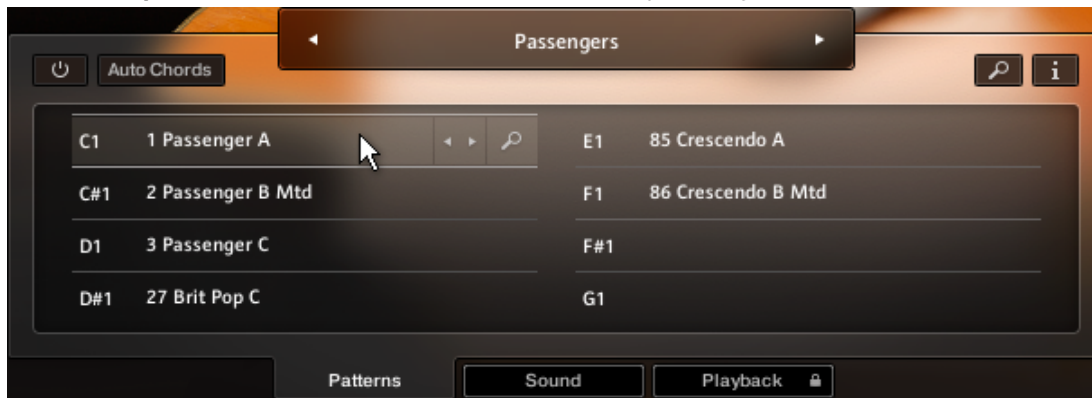 Passengers
Auto Chords
i
C1 1 Passenger A
C#1 2 Passenger B Mtd
D1 3 Passenger C
D#1 27 Brit Pop C
E1 85 Crescendo A
F1 86 Crescendo B Mtd
F#1
G1
Patterns
Sound
Playback